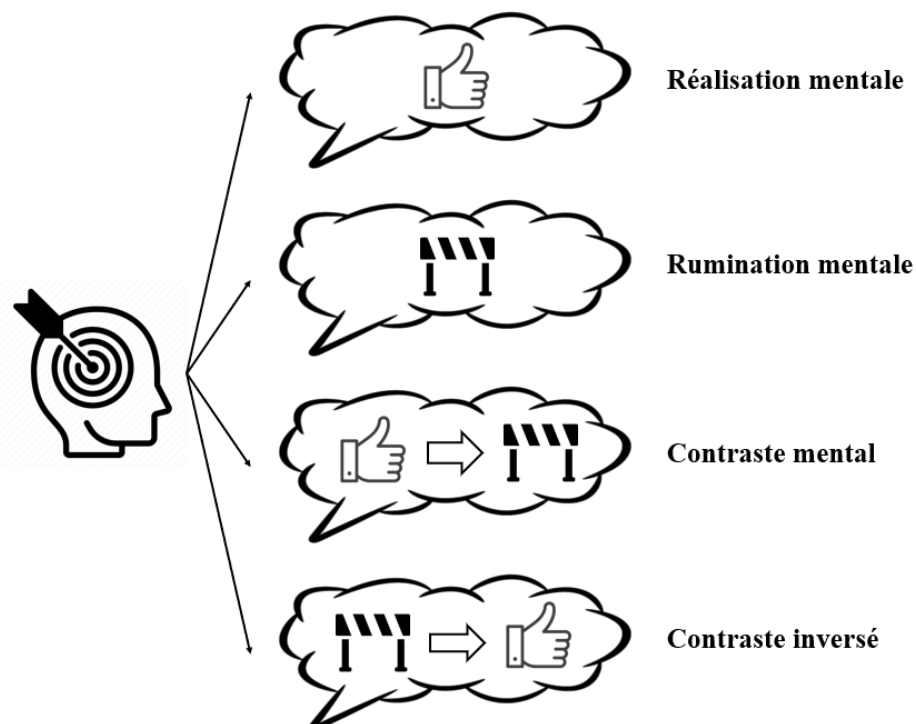 Réalisation mentale
Rumination mentale
Contraste mental
Contraste inversé